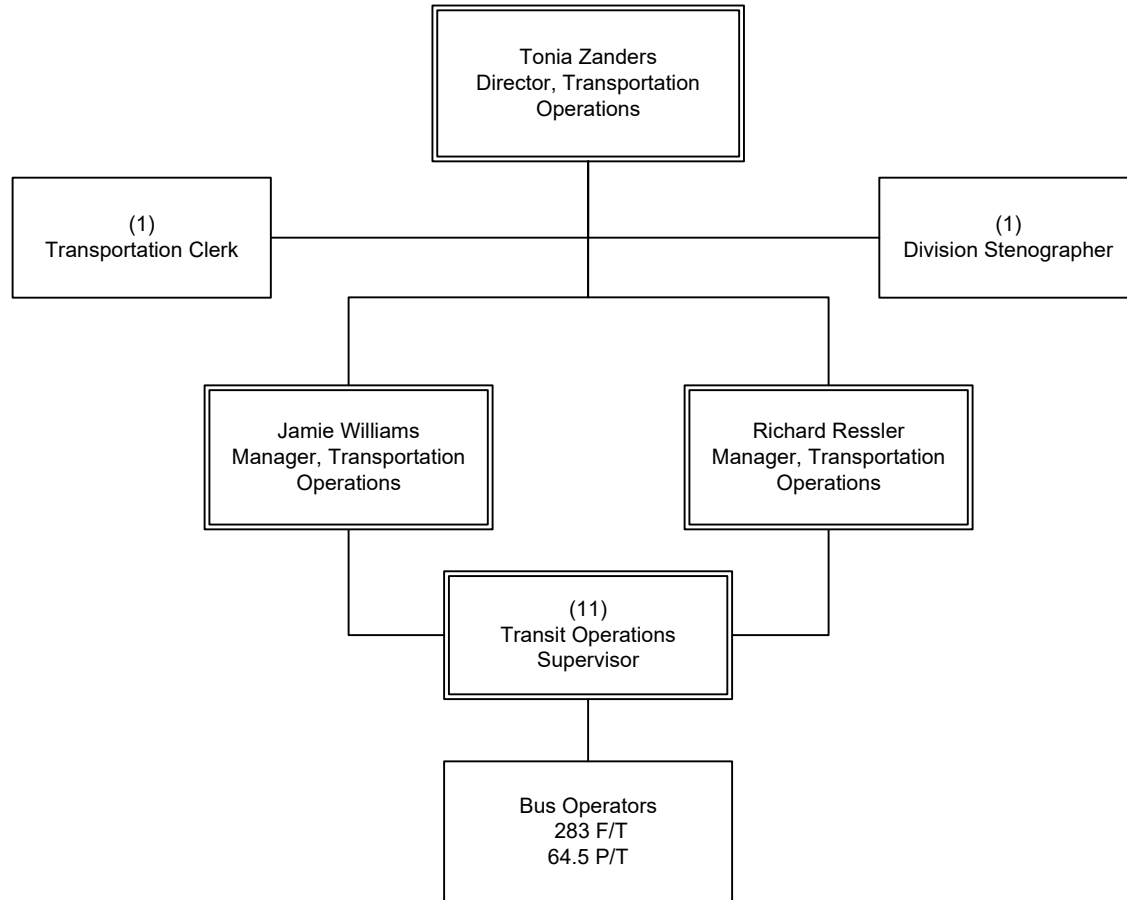 Tonia Zanders
Director, Transportation
Operations
(1)
Transportation Clerk
(1)
Division Stenographer
Jamie Williams
Manager, Transportation
Operations
Richard Ressler
Manager, Transportation
Operations
(11)
Transit Operations
Supervisor
Bus Operators
283 F/T
64.5 P/T